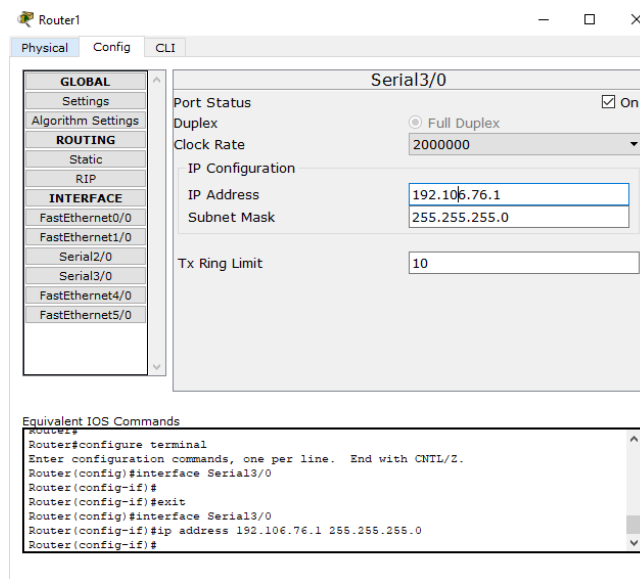 Router1
Physical Config CLI
GLOBAL
Settings
Algorithm Settings
ROUTING
Static
RIP
INTERFACE
FastEthernet0/0
FastEthernet1/0
Serial2/0
Serial3/0
FastEthernet4/0
FastEthernet5/0
Serial3/0
Port Status On
Duplex Full Duplex
Clock Rate 2000000
IP Configuration
IP Address 192.106.76.1
Subnet Mask 255.255.255.0
Tx Ring Limit 10
Equivalent IOS Commands
Router#
Router#configure terminal
Enter configuration commands, one per line. End with CNTL/Z.
Router(config)#interface Serial3/0
Router(config-if)#
Router(config-if)#exit
Router(config)#interface Serial3/0
Router(config-if)#ip address 192.106.76.1 255.255.255.0
Router(config-if)#